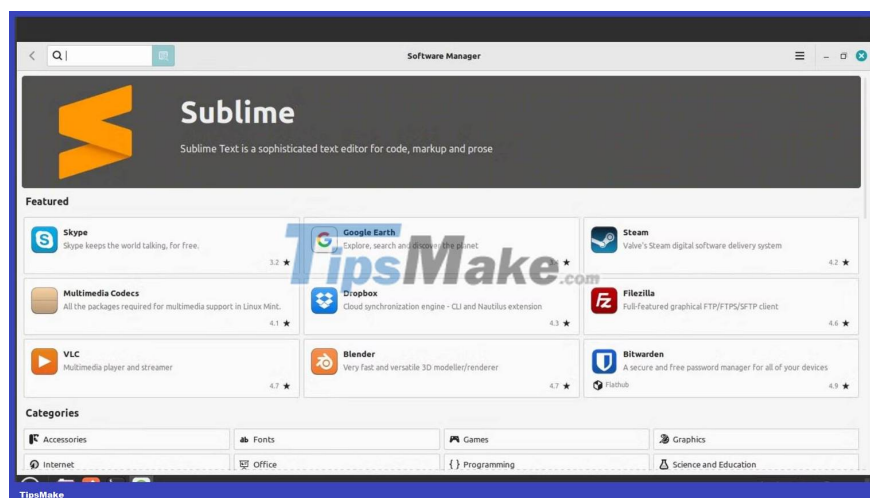 Software Manager
Sublime
Sublime Text is a sophisticated text editor for code, markup and prose
Featured
Skype
Skype keeps the world talking, for free.
3.2 ★
Google Earth
Explore, search and discover the planet
★
Steam
Valve's Steam digital software delivery system
4.2 ★
Multimedia Codecs
All the packages required for multimedia support in Linux Mint.
4.1 ★
Dropbox
Cloud synchronization engine - CLI and Nautilus extension
4.3 ★
Filezilla
Full-featured graphical FTP/FTPS/SFTP client
4.6 ★
VLC
Multimedia player and streamer
4.7 ★
Blender
Very fast and versatile 3D modeller/renderer
4.7 ★
Bitwarden
A secure and free password manager for all of your devices
Flathub
4.9 ★
TipsMake.com
Categories
Accessories
ab Fonts
Games
Graphics
Internet
Office
{ } Programming
Science and Education
TipsMake